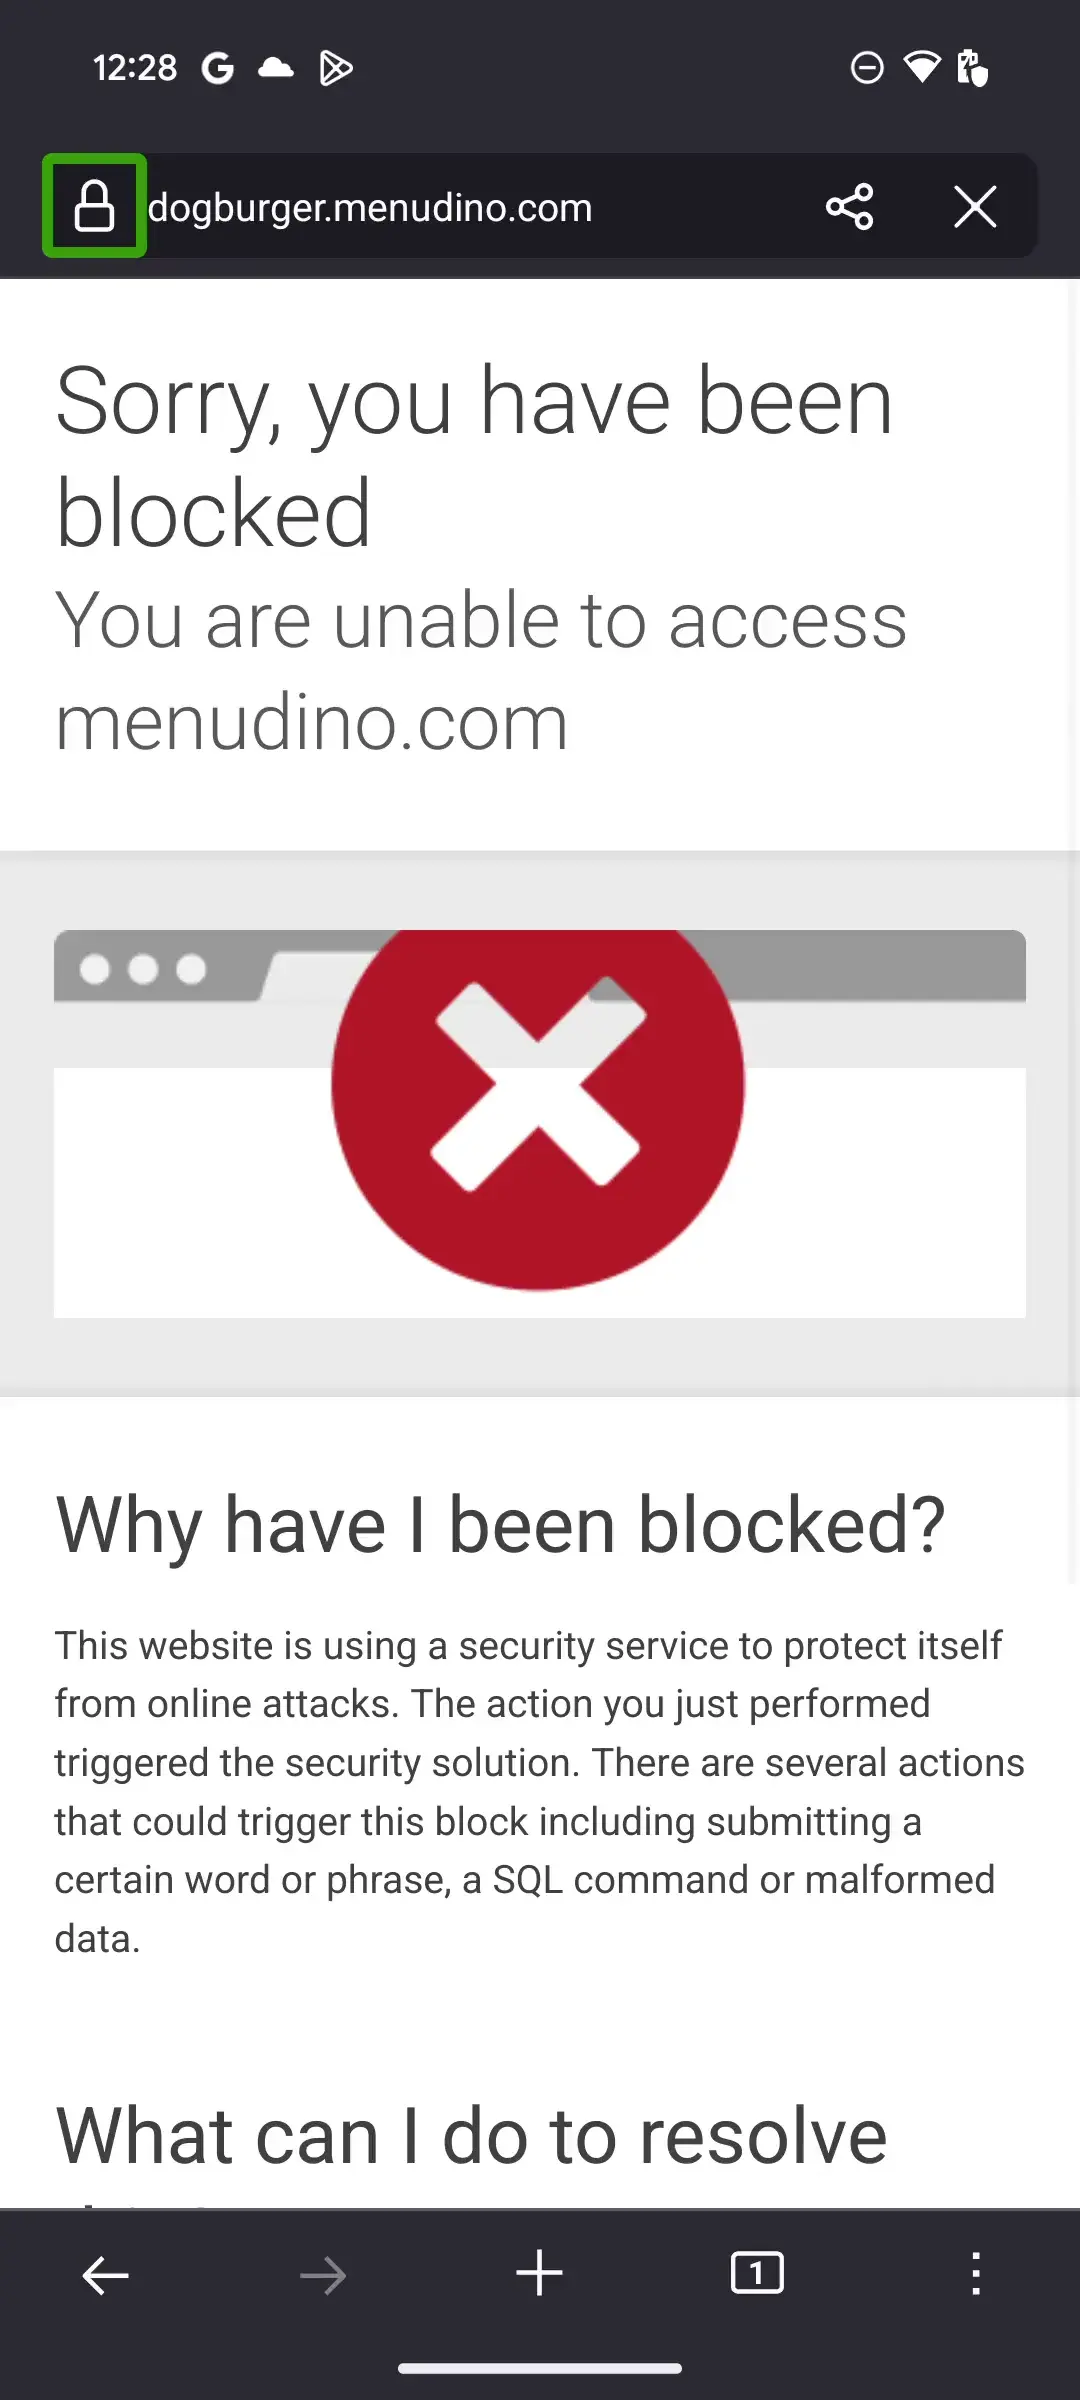 12:28
dogburger.menudino.com
Sorry, you have been
blocked
You are unable to access
menudino.com
Why have I been blocked?
This website is using a security service to protect itself
from online attacks. The action you just performed
triggered the security solution. There are several actions
that could trigger this block including submitting a
certain word or phrase, a SQL command or malformed
data.
What can I do to resolve
1